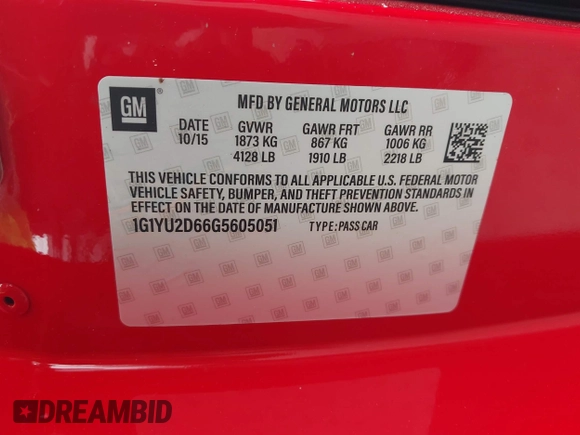 GM
MFD BY GENERAL MOTORS LLC
DATE GVWR GAWR FRT GAWR RR
10/15 1873 KG 867 KG 1006 KG
4128 LB 1910 LB 2218 LB
THIS VEHICLE CONFORMS TO ALL APPLICABLE U.S. FEDERAL MOTOR
VEHICLE SAFETY, BUMPER, AND THEFT PREVENTION STANDARDS IN
EFFECT ON THE DATE OF MANUFACTURE SHOWN ABOVE.
1G1YU2D66G5605051 TYPE: PASS CAR
DREAMBID